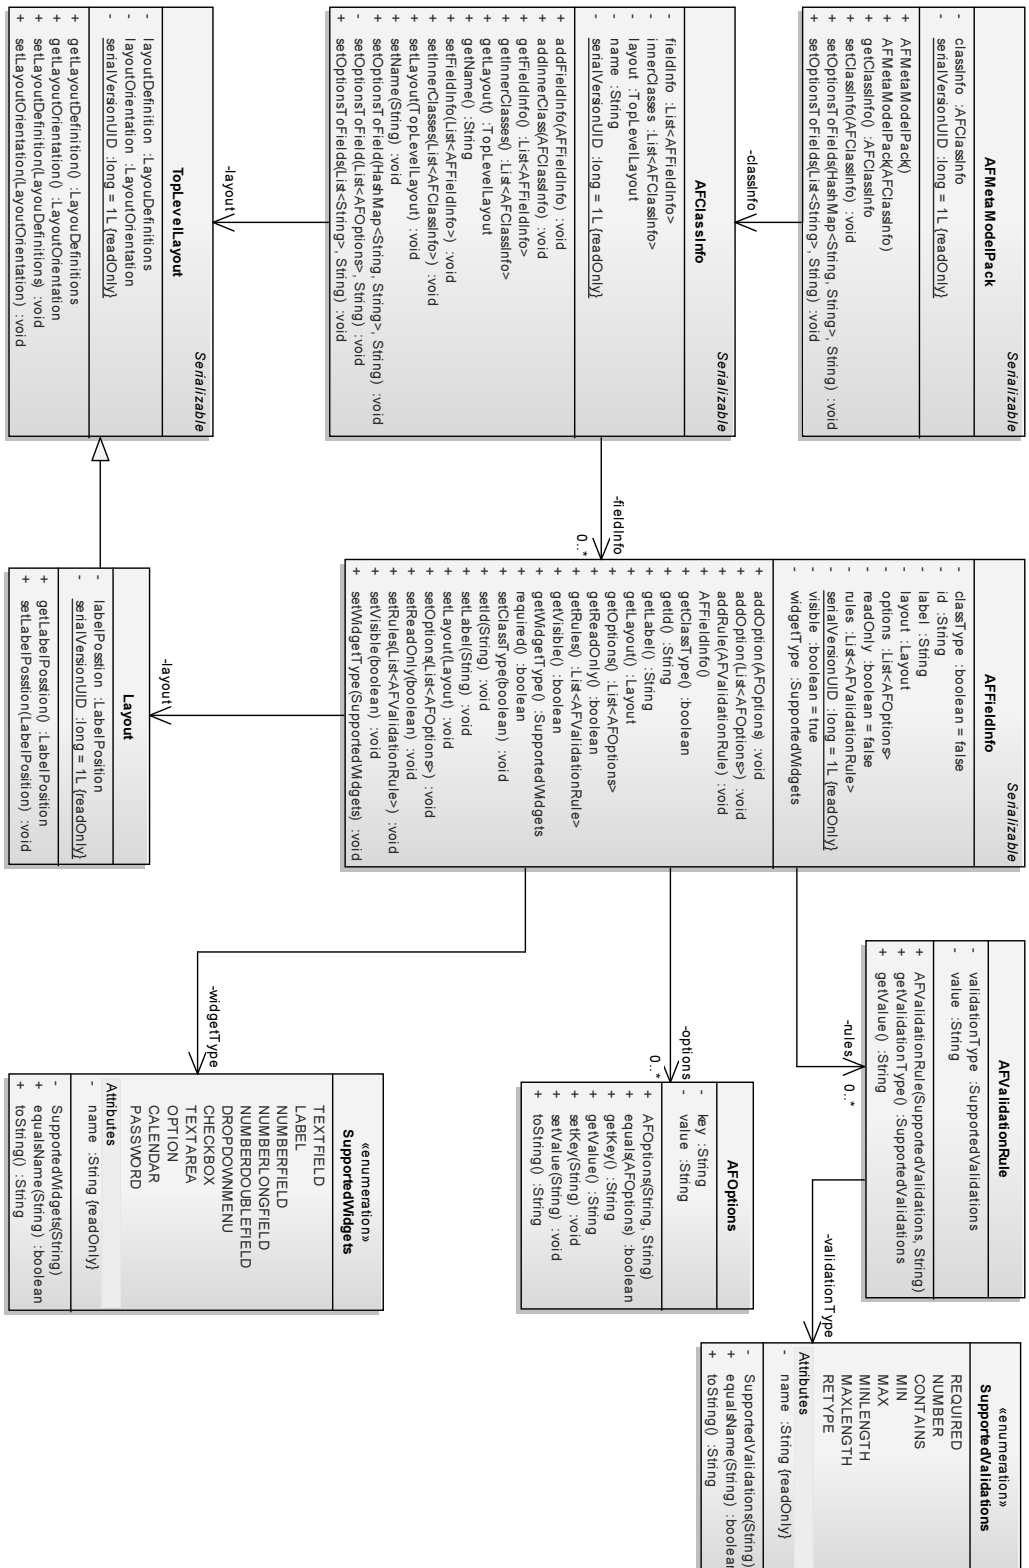 Serializable
AFMetaModelPack
- classInfo :AFClassInfo
- serialVersionUID :long = 1L {readOnly}
+ AFMetaModelPack()
+ AFMetaModelPack(AFClassInfo)
+ getClassInfo() :AFClassInfo
+ setClassInfo(AFClassInfo) :void
+ setOptionsToFields(HashMap<String, String>, String) :void
+ setOptionsToFields(List<String>, String) :void
-classInfo
Serializable
AFClassInfo
- fieldInfo :List<AFFieldInfo>
- innerClasses :List<AFClassInfo>
- layout :TopLevelLayout
- name :String
- serialVersionUID :long = 1L {readOnly}
+ addFieldInfo(AFFieldInfo) :void
+ addInnerClass(AFClassInfo) :void
+ getFieldInfo() :List<AFFieldInfo>
+ getInnerClasses() :List<AFClassInfo>
+ getLayout() :TopLevelLayout
+ getName() :String
+ setFieldInfo(List<AFFieldInfo>) :void
+ setInnerClasses(List<AFClassInfo>) :void
+ setLayout(TopLevelLayout) :void
+ setName(String) :void
+ setOptionsToField(HashMap<String, String>, String) :void
- setOptionsToField(List<AFOptions>, String) :void
+ setOptionsToFields(List<String>, String) :void
-layout
Serializable
TopLevelLayout
- layoutDefinition :LayouDefinitions
- layoutOrientation :LayoutOrientation
- serialVersionUID :long = 1L {readOnly}
+ getLayoutDefinition() :LayouDefinitions
+ getLayoutOrientation() :LayoutOrientation
+ setLayoutDefinition(LayouDefinitions) :void
+ setLayoutOrientation(LayoutOrientation) :void
-fieldInfo
0..*
Serializable
AFFieldInfo
- classType :boolean = false
- id :String
- label :String
- layout :Layout
- options :List<AFOptions>
- readOnly :boolean = false
- rules :List<AFValidationRule>
- serialVersionUID :long = 1L {readOnly}
- visible :boolean = true
- widgetType :SupportedWidgets
+ addOption(AFOptions) :void
+ addOption(List<AFOptions>) :void
+ addRule(AFValidationRule) :void
+ AFFieldInfo()
+ getClassType() :boolean
+ getId() :String
+ getLabel() :String
+ getLayout() :Layout
+ getOptions() :List<AFOptions>
+ getReadOnly() :boolean
+ getRules() :List<AFValidationRule>
+ getVisible() :boolean
+ getWidgetType() :SupportedWidgets
+ required() :boolean
+ setClassType(boolean) :void
+ setId(String) :void
+ setLabel(String) :void
+ setLayout(Layout) :void
+ setOptions(List<AFOptions>) :void
+ setReadOnly(boolean) :void
+ setRules(List<AFValidationRule>) :void
+ setVisible(boolean) :void
+ setWidgetType(SupportedWidgets) :void
-layout
Layout
- labelPosstion :LabelPosition
- serialVersionUID :long = 1L {readOnly}
+ getLabelPosstion() :LabelPosition
+ setLabelPosstion(LabelPosition) :void
AFValidationRule
- validationType :SupportedValidations
- value :String
+ AFValidationRule(SupportedValidations, String)
+ getValidationType() :SupportedValidations
+ getValue() :String
-rules
0..*
-options
0..*
AFOptions
- key :String
- value :String
+ AFOptions(String, String)
+ equals(AFOptions) :boolean
+ getKey() :String
+ getValue() :String
+ setKey(String) :void
+ setValue(String) :void
+ toString() :String
-widgetType
«enumeration»
SupportedWidgets
TEXTFIELD
LABEL
NUMBERFIELD
NUMBERLONGFIELD
NUMBERDOUBLEFIELD
DROPDOWNMENU
CHECKBOX
TEXTAREA
OPTION
CALENDAR
PASSWORD
Attributes
- name :String {readOnly}
- SupportedWidgets(String)
+ equalsName(String) :boolean
+ toString() :String
-validationType
«enumeration»
SupportedValidations
REQUIRED
NUMBER
CONTAINS
MIN
MAX
MINLENGTH
MAXLENGTH
RETYPE
Attributes
- name :String {readOnly}
- SupportedValidations(String)
+ equalsName(String) :boolean
+ toString() :String